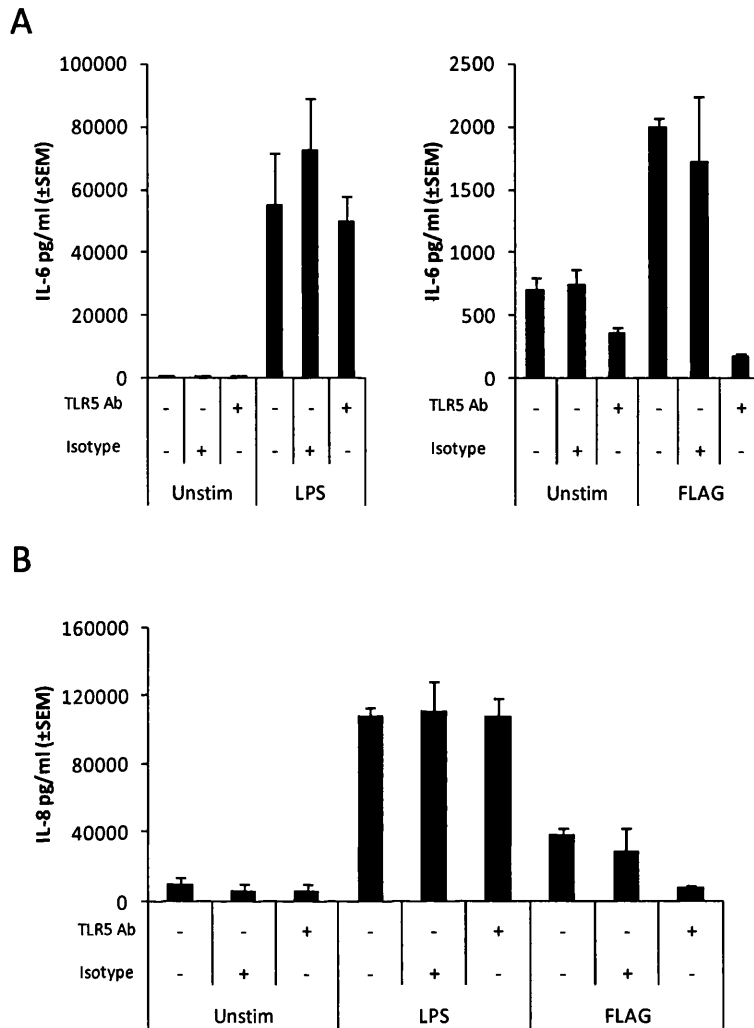 A
IL-6 pg/ml (±SEM)
100000
80000
60000
40000
20000
0
TLR5 Ab - - + - - +
Isotype - + - - + -
Unstim LPS
IL-6 pg/ml (±SEM)
2500
2000
1500
1000
500
0
TLR5 Ab - - + - - +
Isotype - + - - + -
Unstim FLAG
B
IL-8 pg/ml (±SEM)
160000
120000
80000
40000
0
TLR5 Ab - - + - - + - - +
Isotype - + - - + - - + -
Unstim LPS FLAG